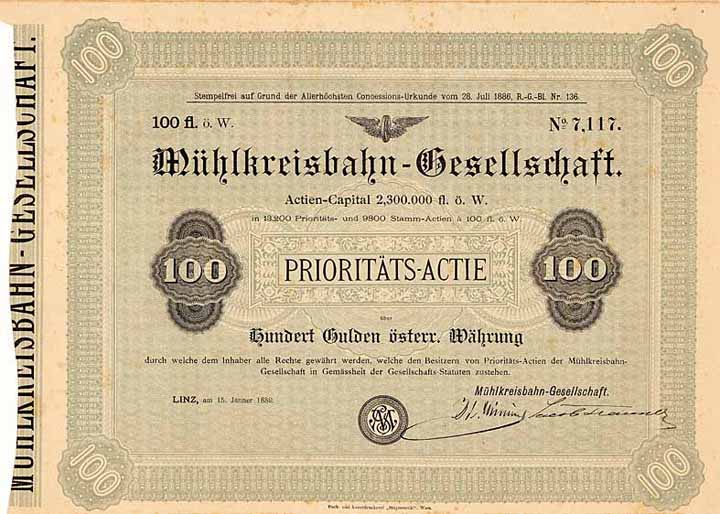 MÜHLKREISBAHN-GESELLSCHAFT.
100 100
Stempelfrei auf Grund der Allerhöchsten Concessions-Urkunde vom 28. Juli 1886, R.-G.-Bl. Nr. 136.
100 fl. ö. W. No. 7,117.
Mühlkreisbahn-Gesellschaft.
Actien-Capital 2,300.000 fl. ö. W.
in 13.200 Prioritäts- und 9800 Stamm-Actien à 100 fl. ö. W.
100 PRIORITÄTS-ACTIE 100
über
Hundert Gulden österr. Währung
durch welche dem Inhaber alle Rechte gewährt werden, welche den Besitzern von Prioritäts-Actien der Mühlkreisbahn-
Gesellschaft in Gemässheit der Gesellschafts-Statuten zustehen.
LINZ, am 15. Jänner 1889.
Mühlkreisbahn-Gesellschaft.
100 100
Wien.